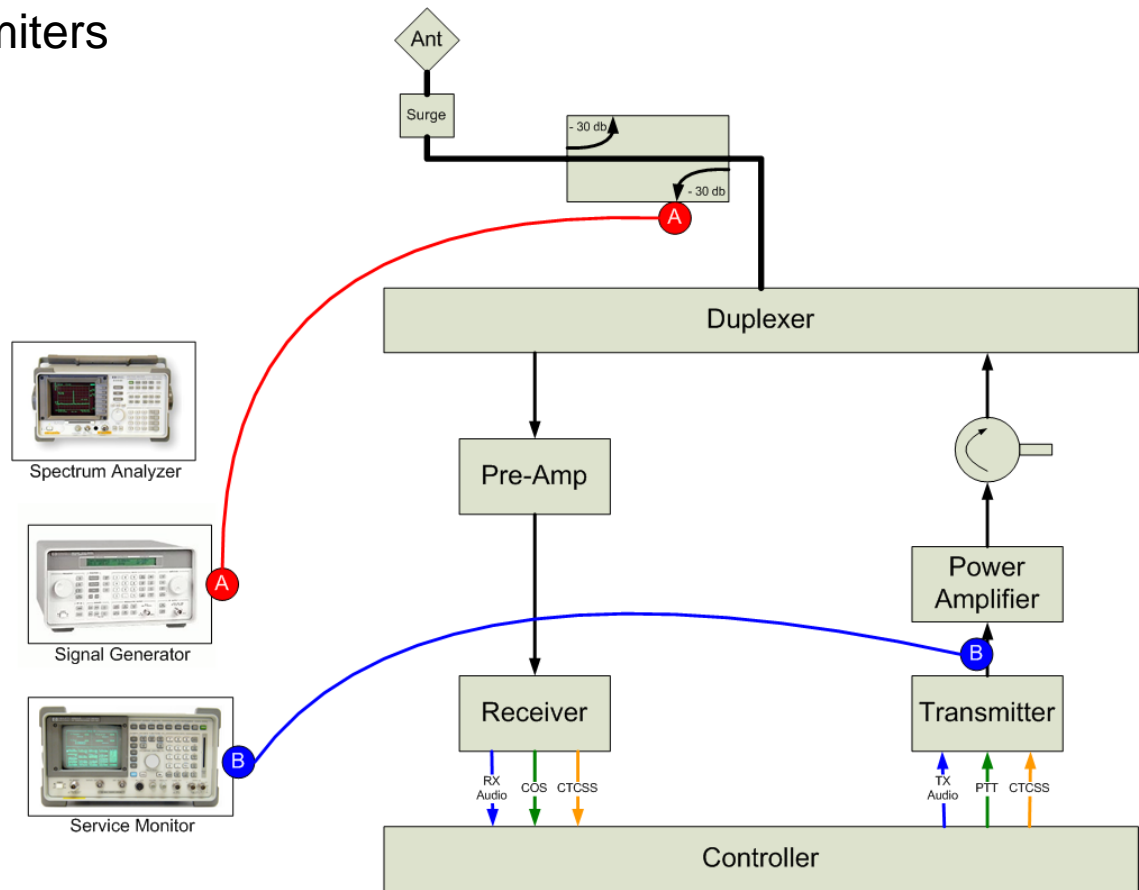 miters
Ant
Surge
- 30 db
- 30 db
A
Duplexer
Spectrum Analyzer
Pre-Amp
A
Signal Generator
Power
Amplifier
B
Receiver
Transmitter
B
Service Monitor
RX
Audio
COS
CTCSS
TX
Audio
PTT
CTCSS
Controller